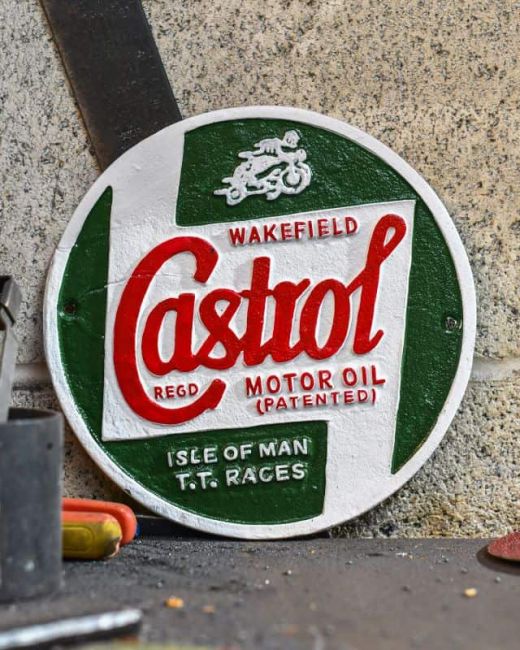 WAKEFIELD
Castrol
REGD
MOTOR OIL
(PATENTED)
ISLE OF MAN
T.T. RACES